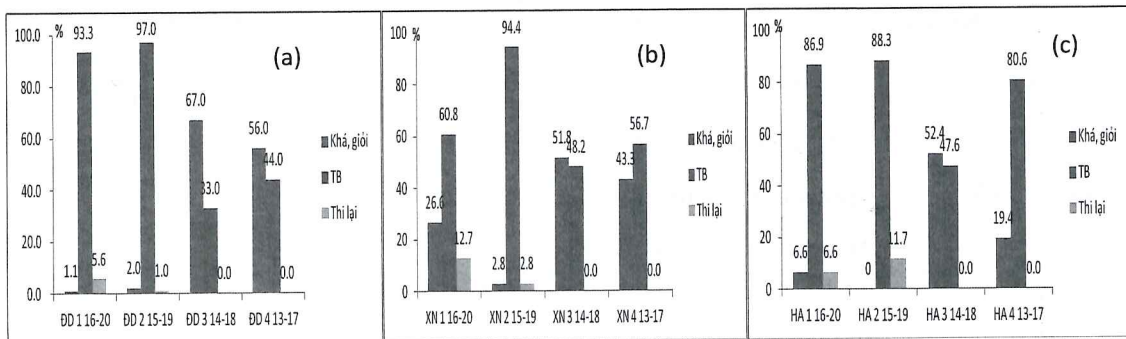 (a)
%
100.0
80.0
60.0
40.0
20.0
0.0
1.1 93.3 5.6
2.0 97.0 1.0
67.0 33.0 0.0
56.0 44.0 0.0
ĐD 1 16-20 ĐD 2 15-19 ĐD 3 14-18 ĐD 4 13-17
Khá, giỏi
TB
Thi lại
(b)
%
100
80
60
40
20
0
26.6 60.8 12.7
2.8 94.4 2.8
51.8 48.2 0.0
43.3 56.7 0.0
XN 1 16-20 XN 2 15-19 XN 3 14-18 XN 4 13-17
Khá, giỏi
TB
Thi lại
(c)
%
100
80
60
40
20
0
6.6 86.9 6.6
0 88.3 11.7
52.4 47.6 0.0
19.4 80.6 0.0
HA 1 16-20 HA 2 15-19 HA 3 14-18 HA 4 13-17
Khá, giỏi
TB
Thi lại